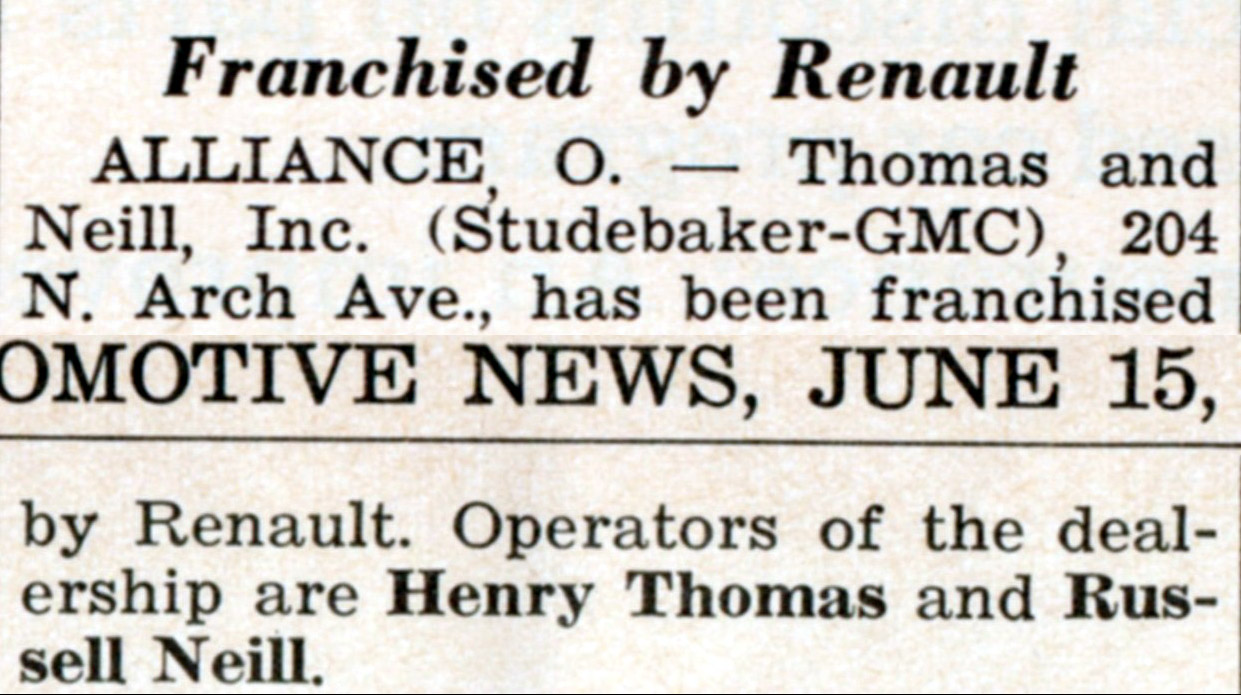 Franchised by Renault
ALLIANCE, O. — Thomas and
Neill, Inc. (Studebaker-GMC), 204
N. Arch Ave., has been franchised
OMOTIVE NEWS, JUNE 15,
by Renault. Operators of the deal-
ership are Henry Thomas and Rus-
sell Neill.